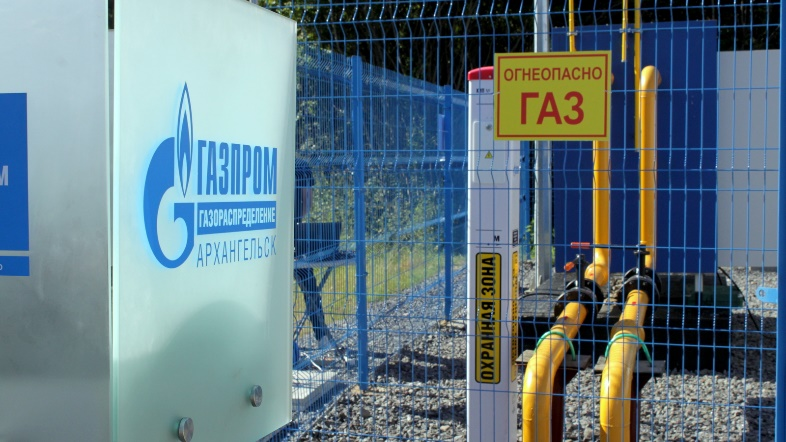 ГАЗПРОМ
ГАЗОРАСПРЕДЕЛЕНИЕ
АРХАНГЕЛЬСК
ОГНЕОПАСНО
ГАЗ
ОХРАННАЯ ЗОНА